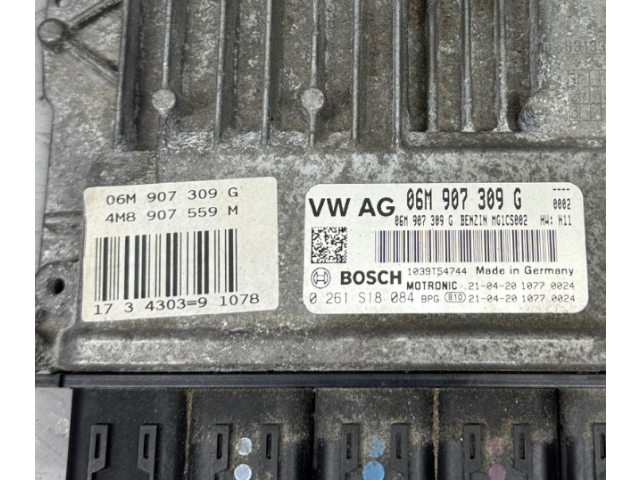 06M 907 309 G
4M8 907 559 M
17 3 4303=9 1078
VW AG 06M 907 309 G
0002
06M 907 309 G BENZIN MG1CS002 HW: H11
BOSCH 1039T54744 Made in Germany
MOTRONIC -.21-04-20 1077 0024
0 261 S18 084 BPG 810 -21-04-20 1077 0024